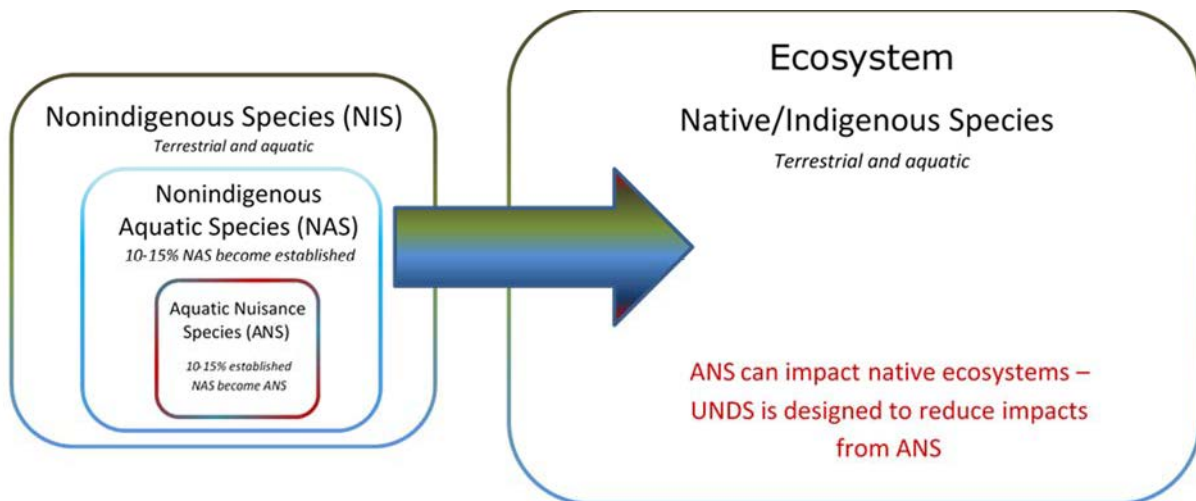 Nonindigenous Species (NIS)
Terrestrial and aquatic
Nonindigenous
Aquatic Species (NAS)
10-15% NAS become established
Aquatic Nuisance
Species (ANS)
10-15% established
NAS become ANS
Ecosystem
Native/Indigenous Species
Terrestrial and aquatic
ANS can impact native ecosystems –
UNDS is designed to reduce impacts
from ANS